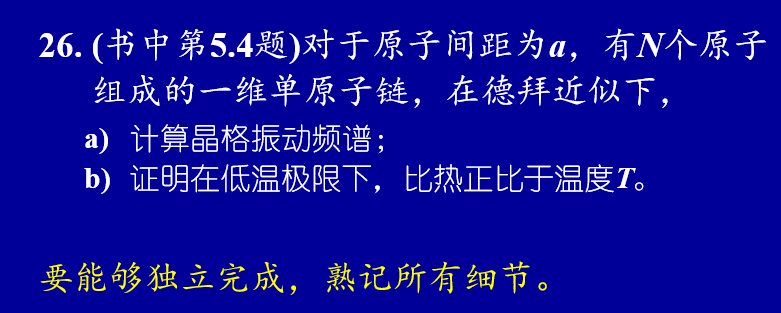 26. (书中第5.4题)对于原子间距为a，有N个原子
组成的一维单原子链，在德拜近似下，
a) 计算晶格振动频谱；
b) 证明在低温极限下，比热正比于温度T。
要能够独立完成，熟记所有细节。